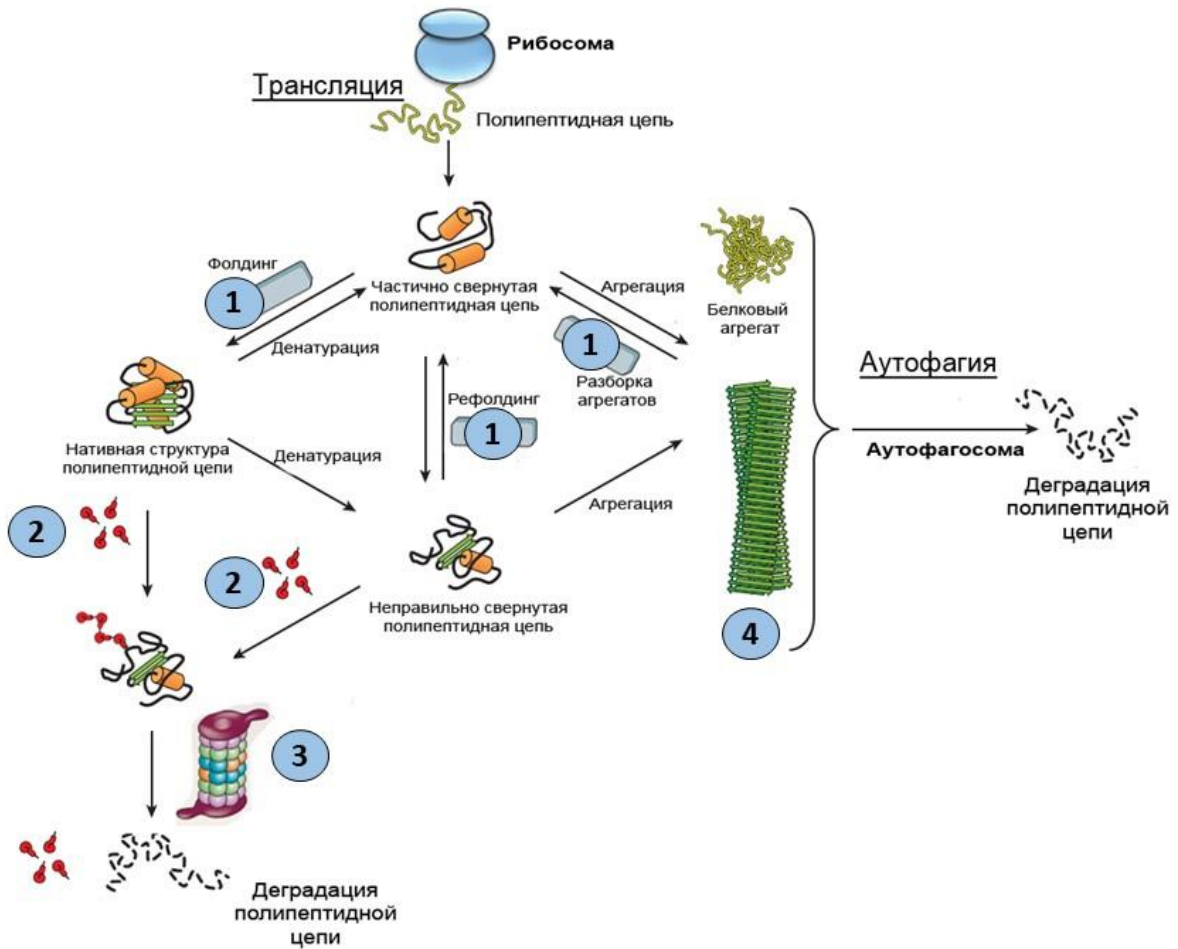 Рибосома
Трансляция
Полипептидная цепь
Фолдинг
1
Частично свернутая
полипептидная цепь
Денатурация
Агрегация
1
Разборка
агрегатов
Белковый
агрегат
Аутофагия
Аутофагосома
Деградация
полипептидной
цепи
Рефолдинг
1
Нативная структура
полипептидной цепи
Денатурация
Агрегация
2
2
Неправильно свернутая
полипептидная цепь
4
3
Деградация
полипептидной
цепи